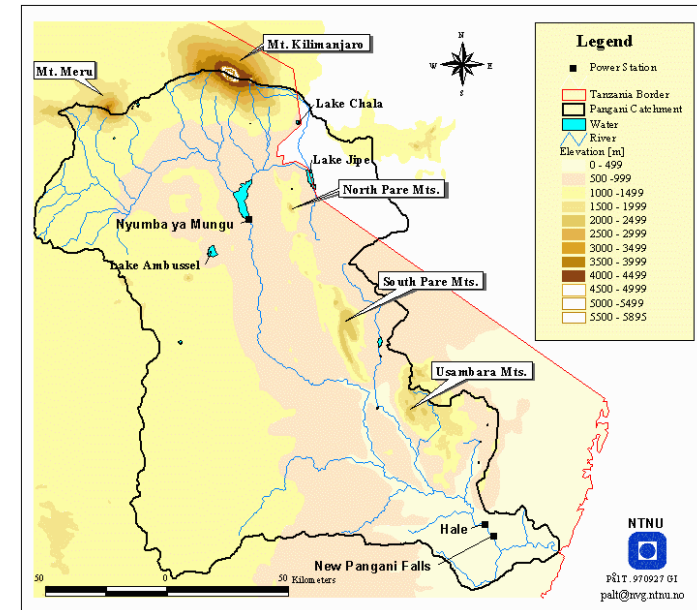 Mt. Kilimanjaro
Mt. Meru
N
W
E
S
Lake Chala
Lake Jipe
North Pare Mts.
Nyumba ya Mungu
Lake Ambussel
South Pare Mts.
Usambara Mts.
Hale
New Pangani Falls
50
0
50
Kilometers
Legend
Power Station
Tanzania Border
Pangani Catchment
Water
River
Elevation [m]
0 - 499
500 -999
1000 -1499
1500 - 1999
2000 - 2499
2500 - 2999
3000 - 3499
3500 - 3999
4000 - 4499
4500 - 4999
5000 -5499
5500 - 5895
NTNU
Pål T. 970927 GI
palt@nvg.ntnu.no